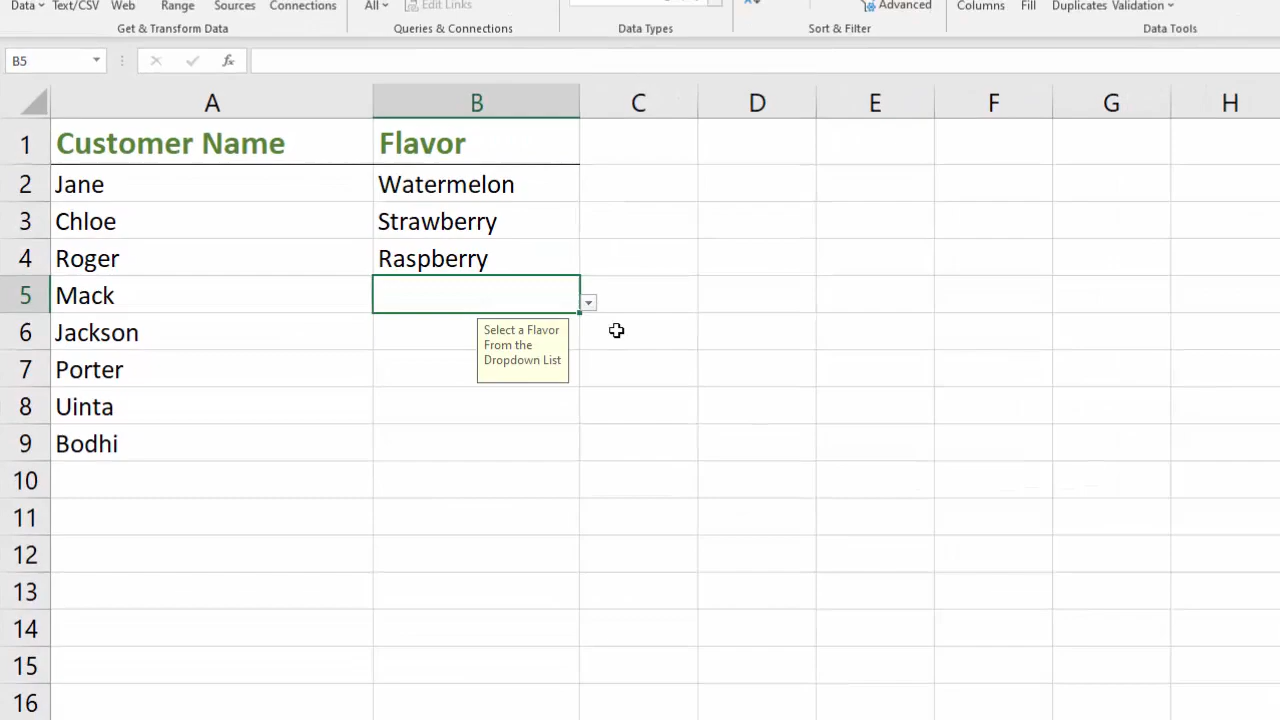 Data Text/CSV Web Range Sources Connections All Edit Links Advanced Columns Fill Duplicates Validation
Get & Transform Data Queries & Connections Data Types Sort & Filter Data Tools
B5 fx
A B C D E F G H
1 Customer Name Flavor
2 Jane Watermelon
3 Chloe Strawberry
4 Roger Raspberry
5 Mack
6 Jackson
Select a Flavor
From the
Dropdown List
7 Porter
8 Uinta
9 Bodhi
10
11
12
13
14
15
16